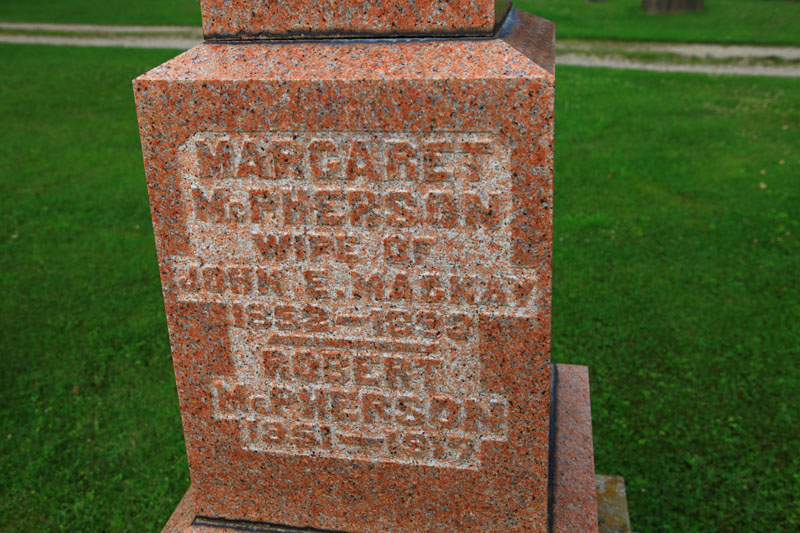 MARGARET
McPHERSON
WIFE OF
JOHN E. MACKAY
ROBERT
McPHERSON